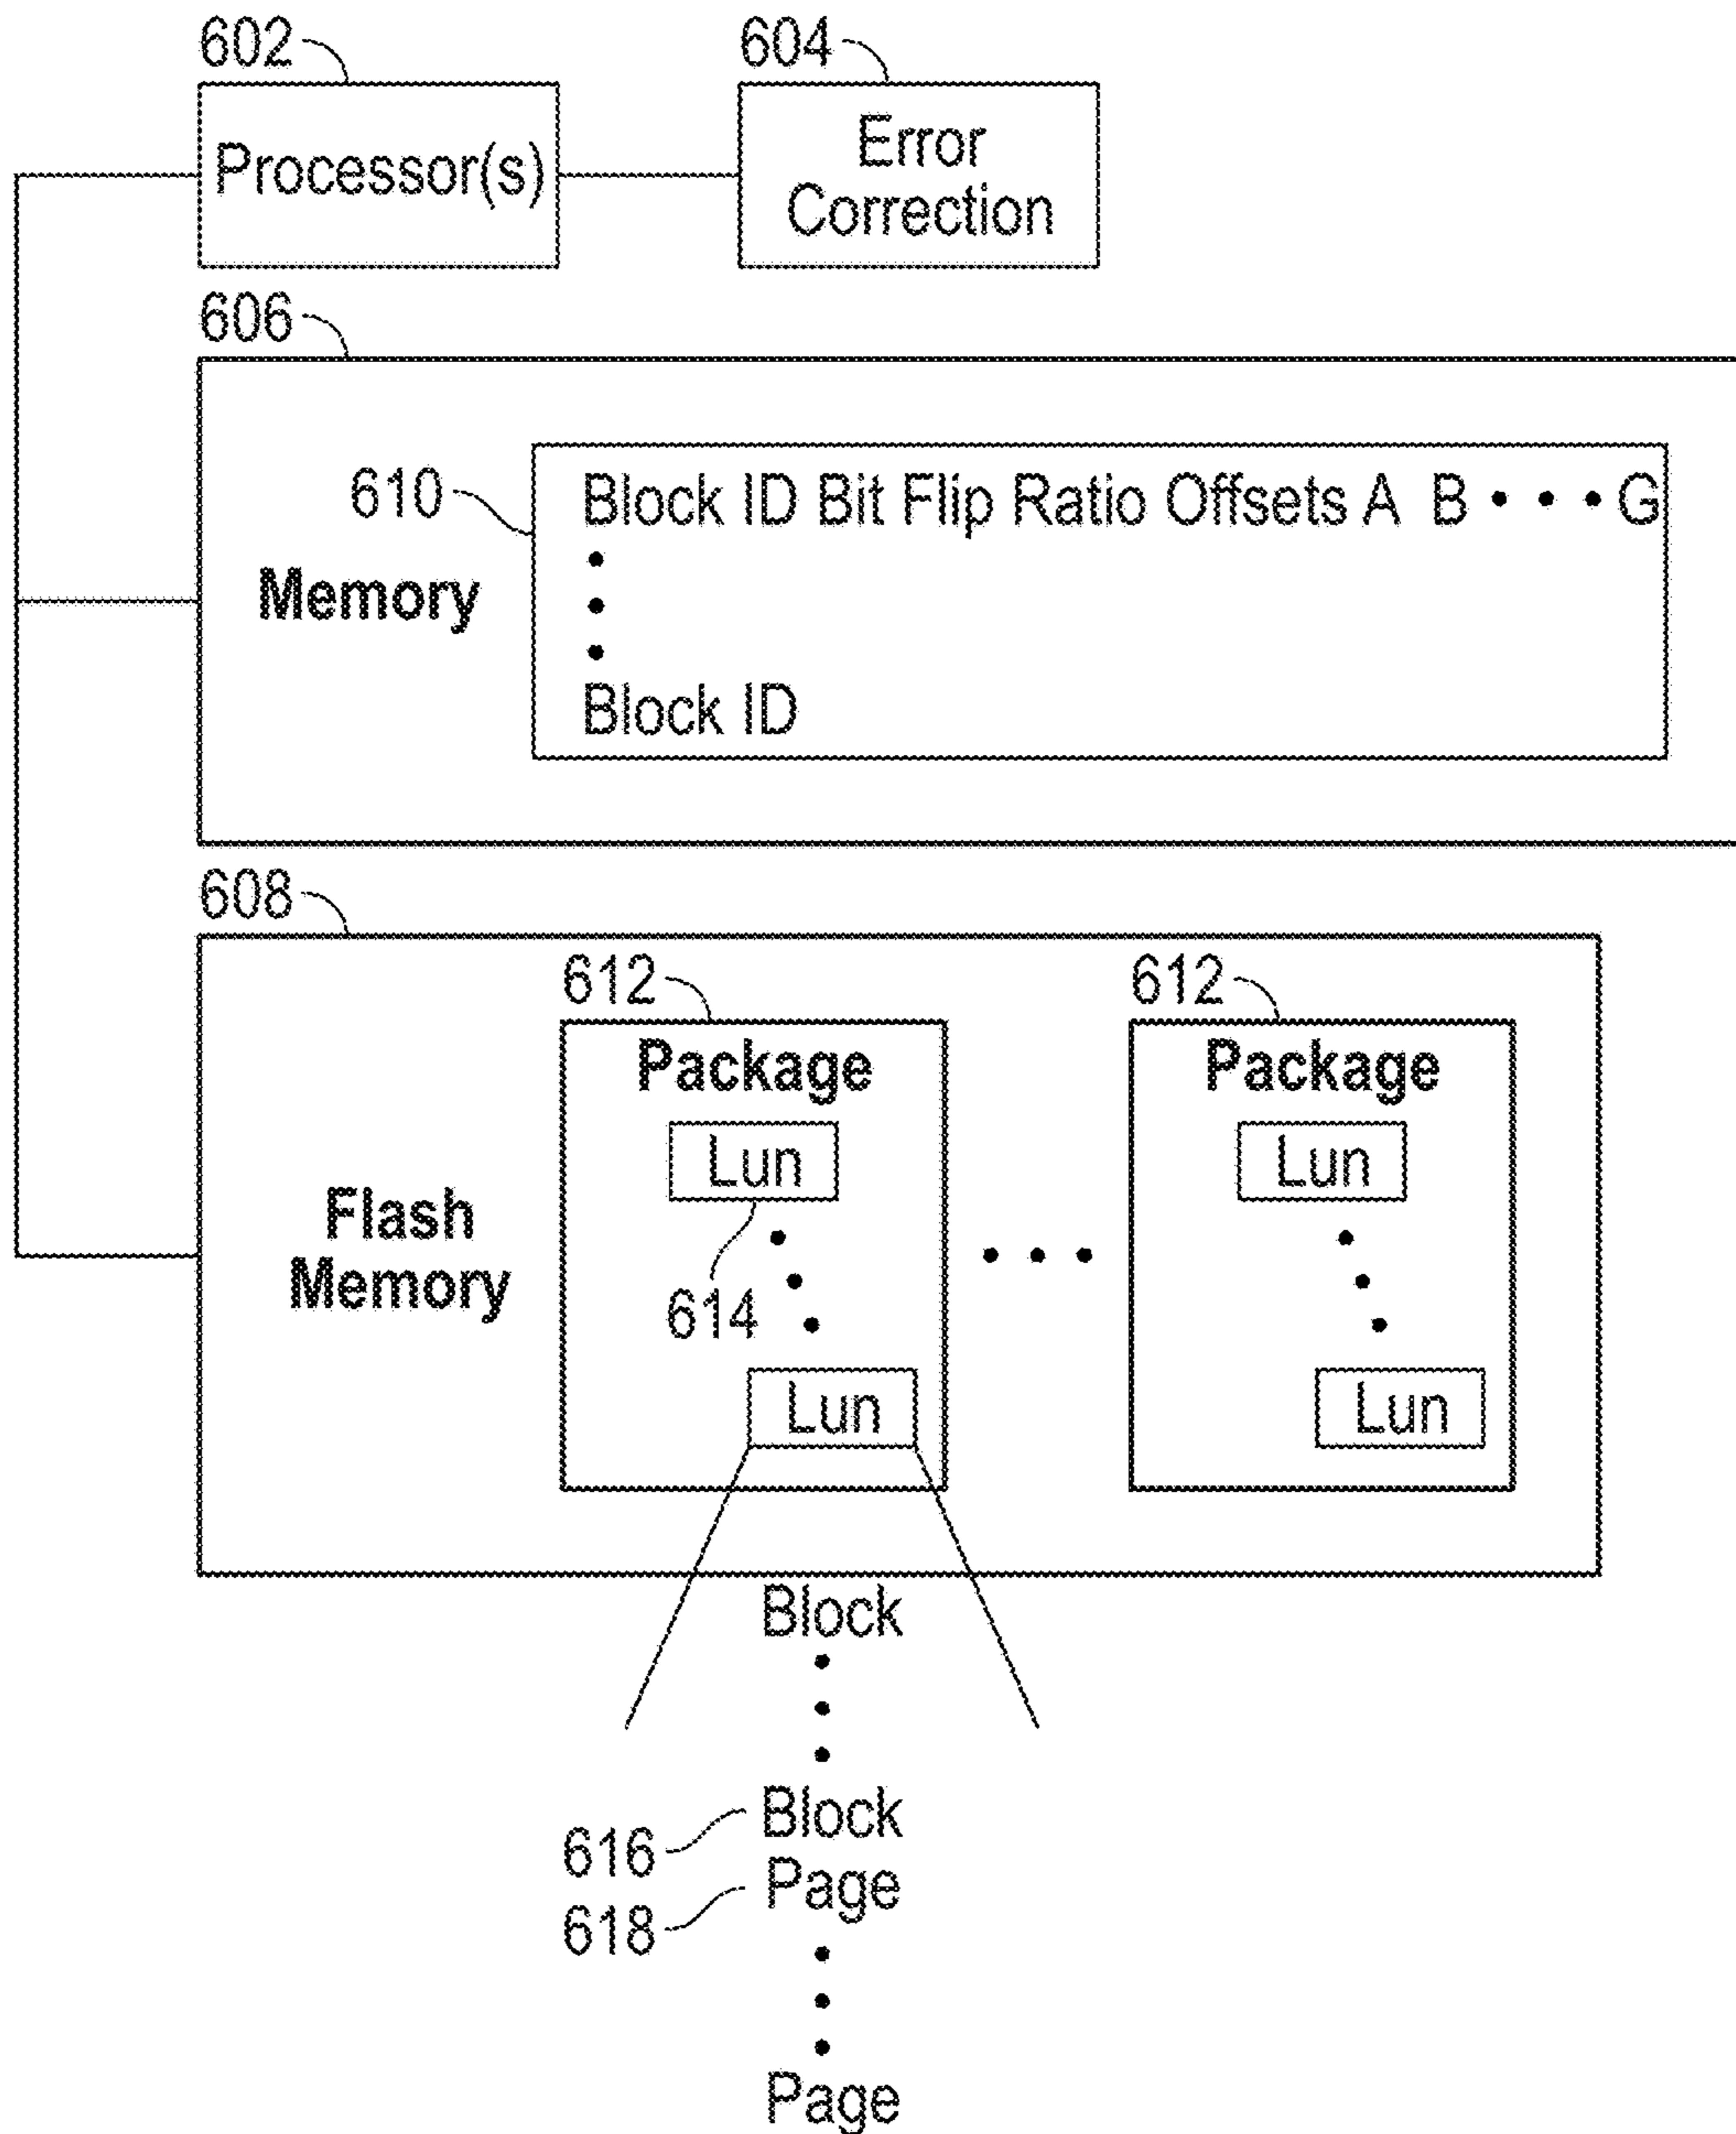 602
604
Processor(s)
Error
Correction
606
610
Block ID Bit Flip Ratio Offsets A B • • • G
Memory
Block ID
608
612
612
Package
Package
Lun
Lun
Flash
Memory
614
Lun
Lun
Block
Block
616
Page
618
Page